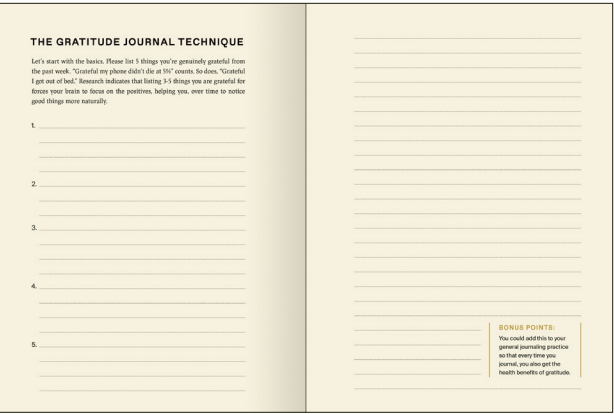 THE GRATITUDE JOURNAL TECHNIQUE
Let's start with the basics. Please list 5 things you're genuinely grateful from
the past week. "Grateful my phone didn't die at 5%" counts. So does, "Grateful
I got out of bed." Research indicates that listing 3-5 things you are grateful for
forces your brain to focus on the positives, helping you, over time to notice
good things more naturally.
1.
2.
3.
4.
5.
BONUS POINTS:
You could add this to your
general journaling practice
so that every time you
journal, you also get the
health benefits of gratitude.